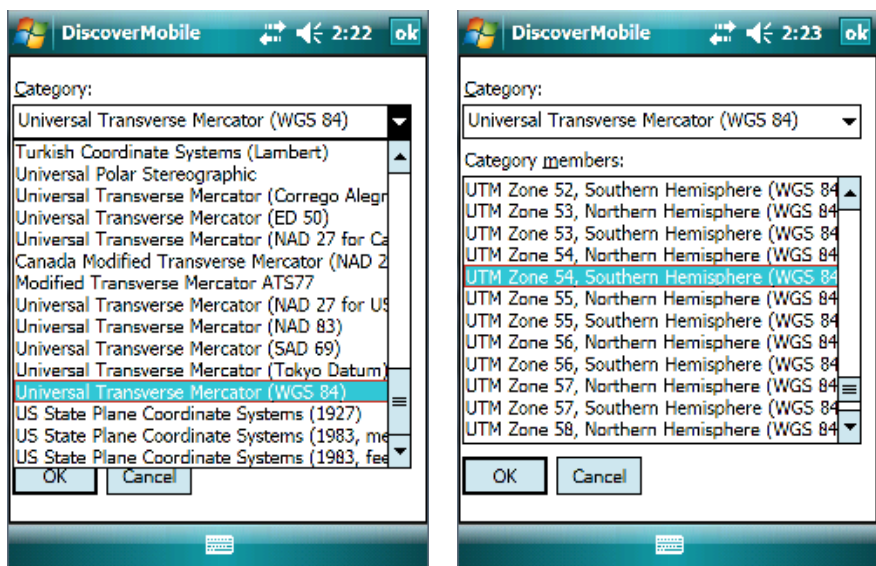 DiscoverMobile 2:22 ok
Category:
Universal Transverse Mercator (WGS 84)
Turkish Coordinate Systems (Lambert)
Universal Polar Stereographic
Universal Transverse Mercator (Corrego Alegr
Universal Transverse Mercator (ED 50)
Universal Transverse Mercator (NAD 27 for Ca
Canada Modified Transverse Mercator (NAD 2
Modified Transverse Mercator ATS77
Universal Transverse Mercator (NAD 27 for US
Universal Transverse Mercator (NAD 83)
Universal Transverse Mercator (SAD 69)
Universal Transverse Mercator (Tokyo Datum)
Universal Transverse Mercator (WGS 84)
US State Plane Coordinate Systems (1927)
US State Plane Coordinate Systems (1983, me
US State Plane Coordinate Systems (1983, fee
OK Cancel
DiscoverMobile 2:23 ok
Category:
Universal Transverse Mercator (WGS 84)
Category members:
UTM Zone 52, Southern Hemisphere (WGS 84
UTM Zone 53, Northern Hemisphere (WGS 84
UTM Zone 53, Southern Hemisphere (WGS 84
UTM Zone 54, Northern Hemisphere (WGS 84
UTM Zone 54, Southern Hemisphere (WGS 84
UTM Zone 55, Northern Hemisphere (WGS 84
UTM Zone 55, Southern Hemisphere (WGS 84
UTM Zone 56, Northern Hemisphere (WGS 84
UTM Zone 56, Southern Hemisphere (WGS 84
UTM Zone 57, Northern Hemisphere (WGS 84
UTM Zone 57, Southern Hemisphere (WGS 84
UTM Zone 58, Northern Hemisphere (WGS 84
OK Cancel